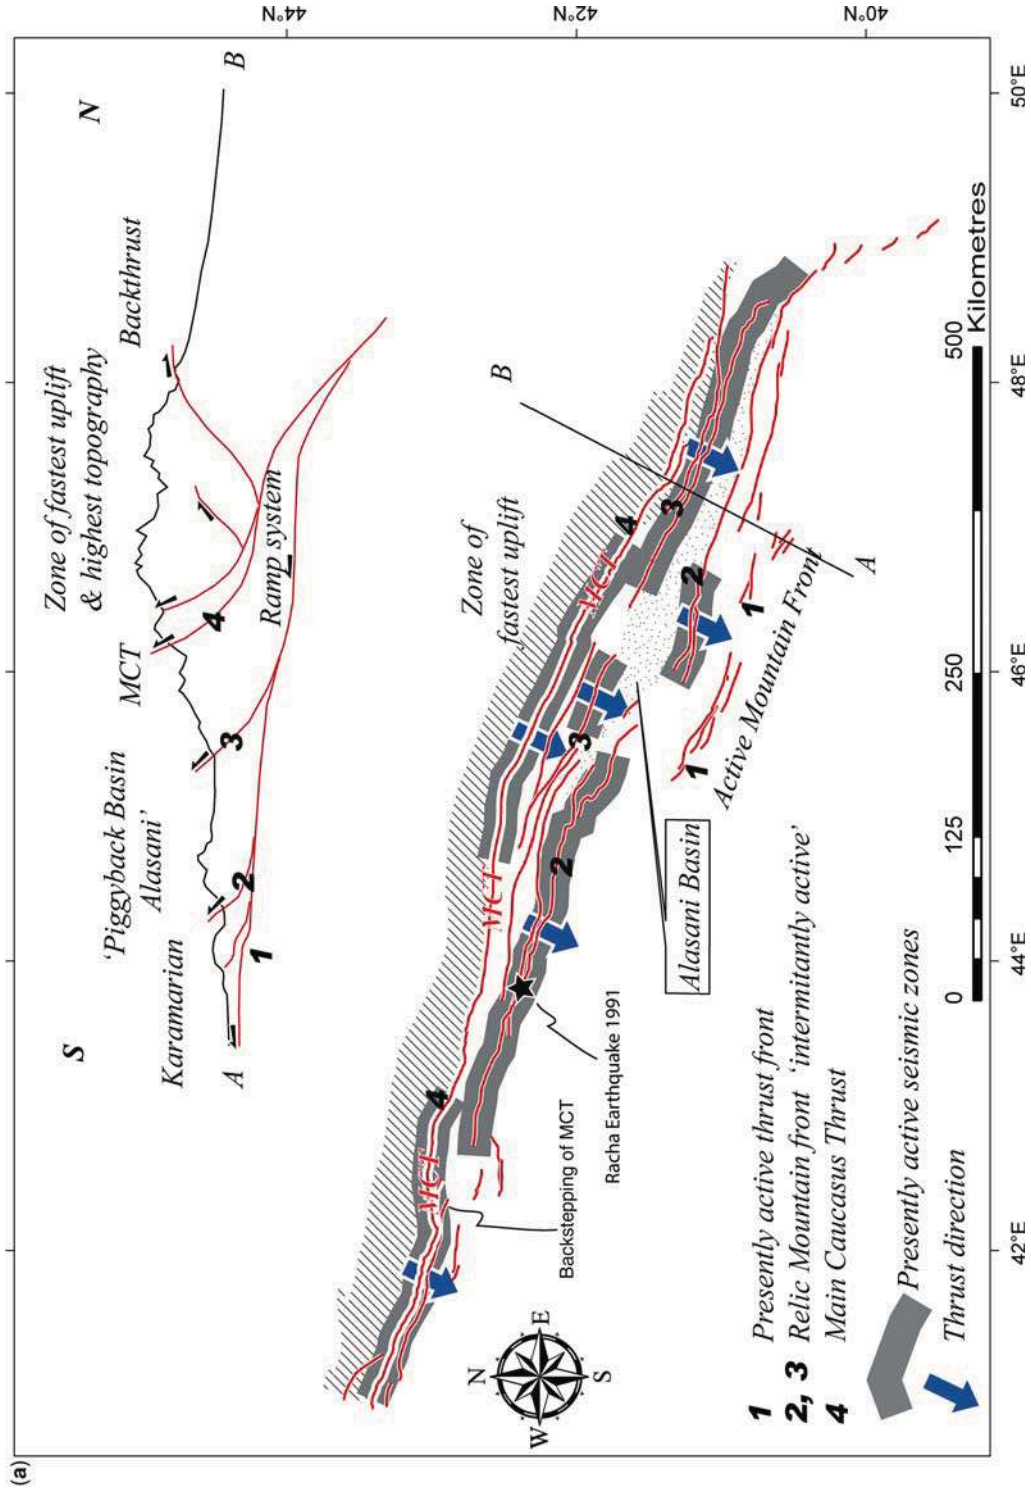 (a)
S
N
Karamarian
'Piggyback Basin
Alasani'
MCT
Zone of fastest uplift
& highest topography
Backthrust
A
B
1
2
3
4
Ramp system
44°N
42°N
40°N
MCT
4
Backstepping of MCT
Racha Earthquake 1991
MCT
2
3
Zone of
fastest uplift
MCT
4
3
B
2
1
1
A
Active Mountain Front
Alasani Basin
N
W
E
S
1 Presently active thrust front
2, 3 Relic Mountain front 'intermitantly active'
4 Main Caucasus Thrust
Presently active seismic zones
Thrust direction
0 125 250 500
Kilometres
42°E 44°E 46°E 48°E 50°E